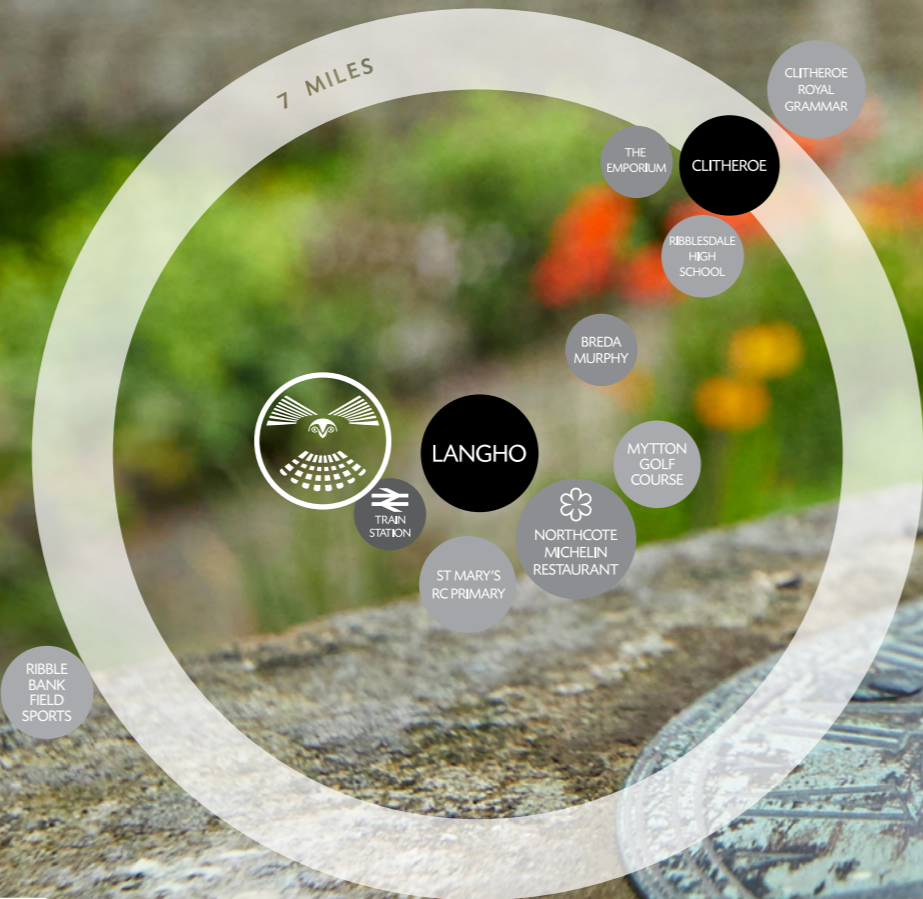 7 MILES
CLITHEROE
ROYAL
GRAMMAR
THE
EMPORIUM
CLITHEROE
RIBBLESDALE
HIGH
SCHOOL
BREDA
MURPHY
LANGHO
MYTTON
GOLF
COURSE
TRAIN
STATION
NORTHCOTE
MICHELIN
RESTAURANT
ST MARY'S
RC PRIMARY
RIBBLE
BANK
FIELD
SPORTS